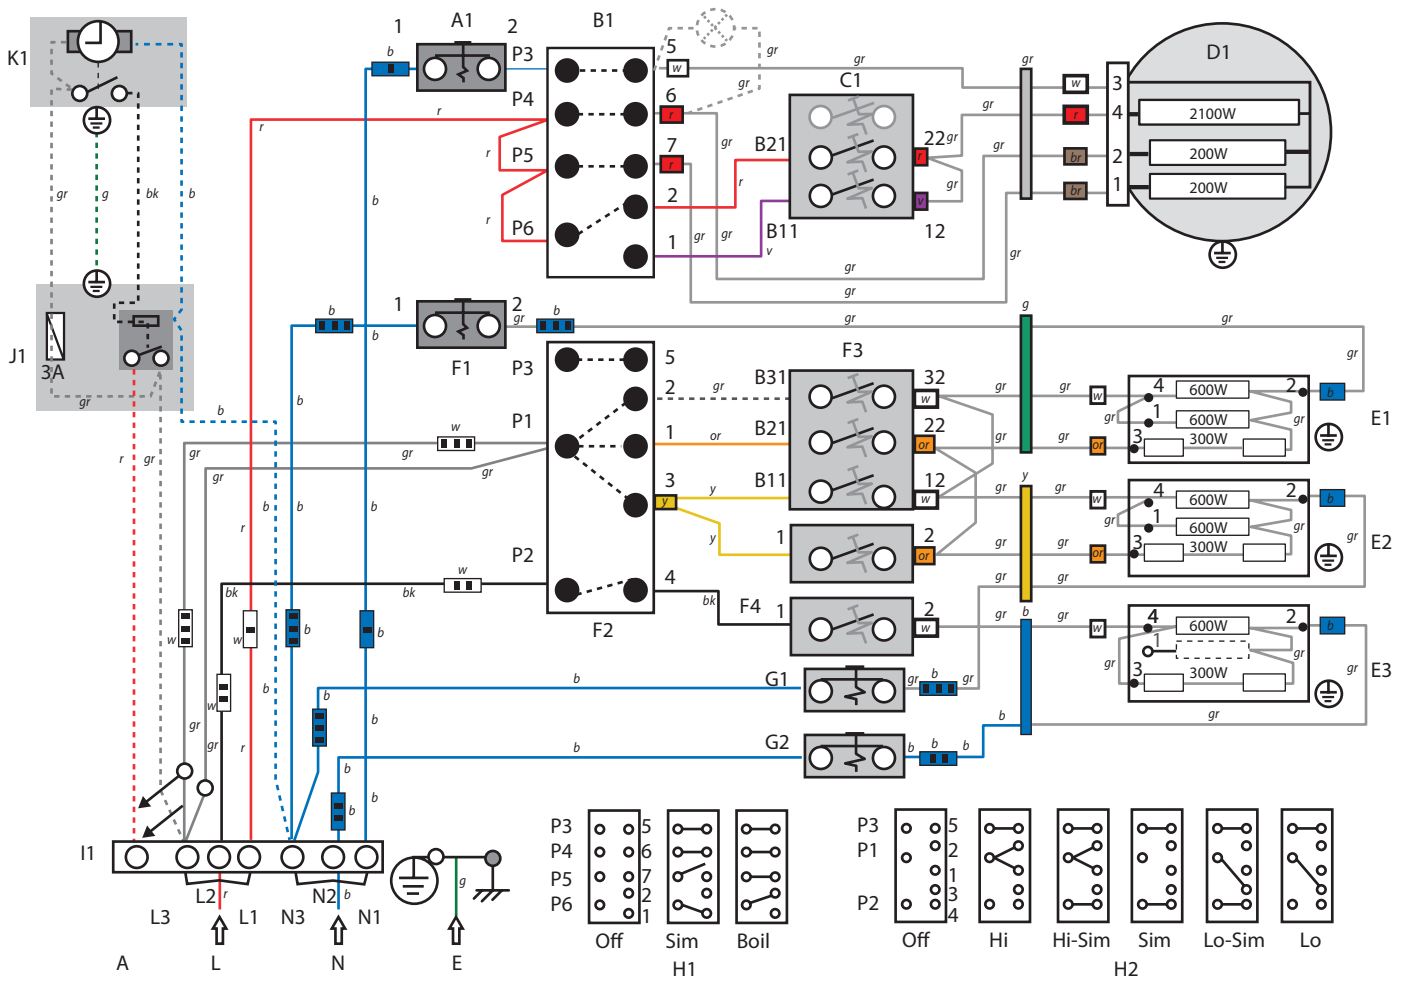 K1
1
A1
2
B1
P3
b
5
w
gr
gr
gr
gr
D1
C1
w
3
P4
6
r
gr
r
4
2100W
r
r
r
P5
7
r
gr
B21
22
r
gr
br
2
200W
gr
g
bk
b
b
r
P6
2
r
v
gr
br
1
200W
gr
gr
B11
12
1
v
gr
gr
gr
J1
3A
gr
1
b
b
F1
2
gr
b
gr
g
gr
gr
P3
5
F3
P1
2
gr
B31
32
w
gr
gr
w
4
600W
2
b
E1
b
b
w
gr
gr
gr
1
or
B21
22
or
gr
gr
or
gr
1
600W
gr
3
300W
r
gr
gr
gr
3
y
y
B11
12
w
gr
y
gr
w
4
600W
2
b
E2
r
b
b
y
1
2
or
gr
gr
or
gr
1
600W
gr
gr
3
300W
P2
4
bk
w
bk
bk
F4
1
2
w
gr
gr
b
gr
w
4
600W
2
b
E3
F2
w
w
b
b
gr
1
gr
gr
3
300W
gr
G1
gr
b
gr
b
b
w
b
b
gr
gr
r
G2
b
b
b
b
b
b
b
b
I1
L3
L2
r
L1
N3
N2
b
N1
g
A
L
N
E
P3
P4
P5
P6
5
6
7
2
1
Off
Sim
Boil
H1
P3
P1
P2
5
2
1
3
4
Off
Hi
Hi-Sim
Sim
Lo-Sim
Lo
H2